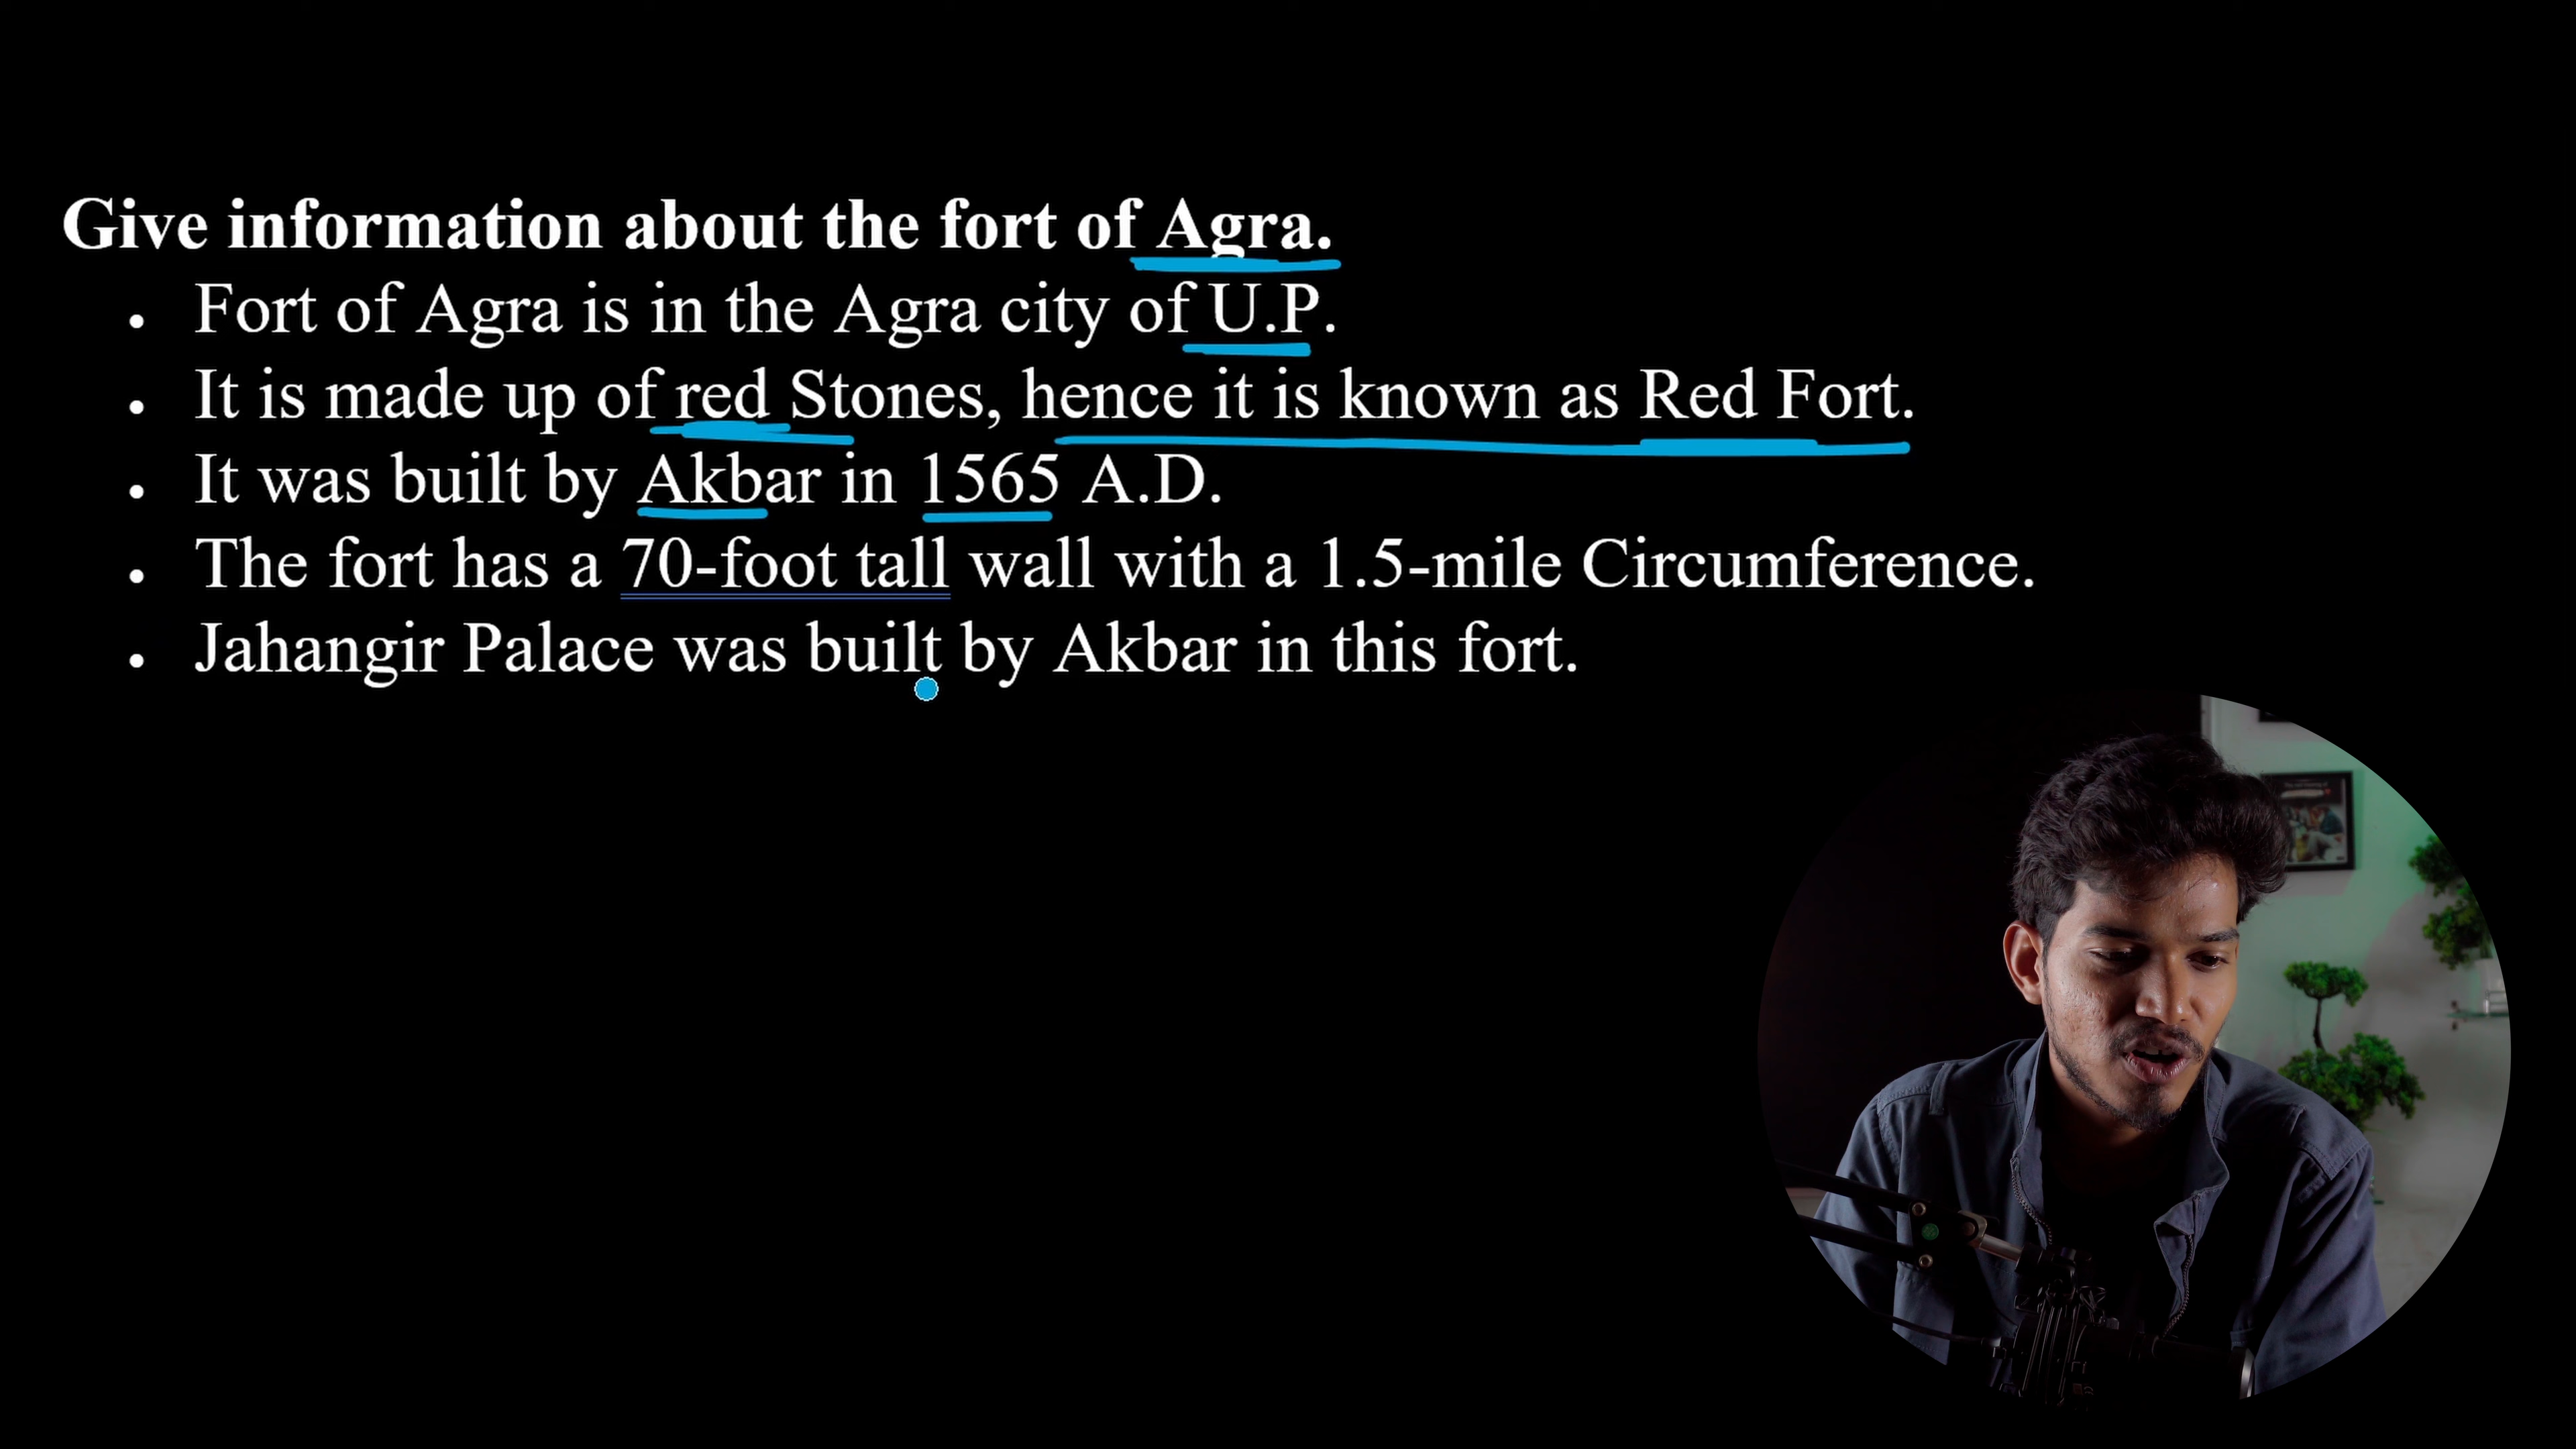 Give information about the fort of Agra.
• Fort of Agra is in the Agra city of U.P.
• It is made up of red Stones, hence it is known as Red Fort.
• It was built by Akbar in 1565 A.D.
• The fort has a 70-foot tall wall with a 1.5-mile Circumference.
• Jahangir Palace was built by Akbar in this fort.